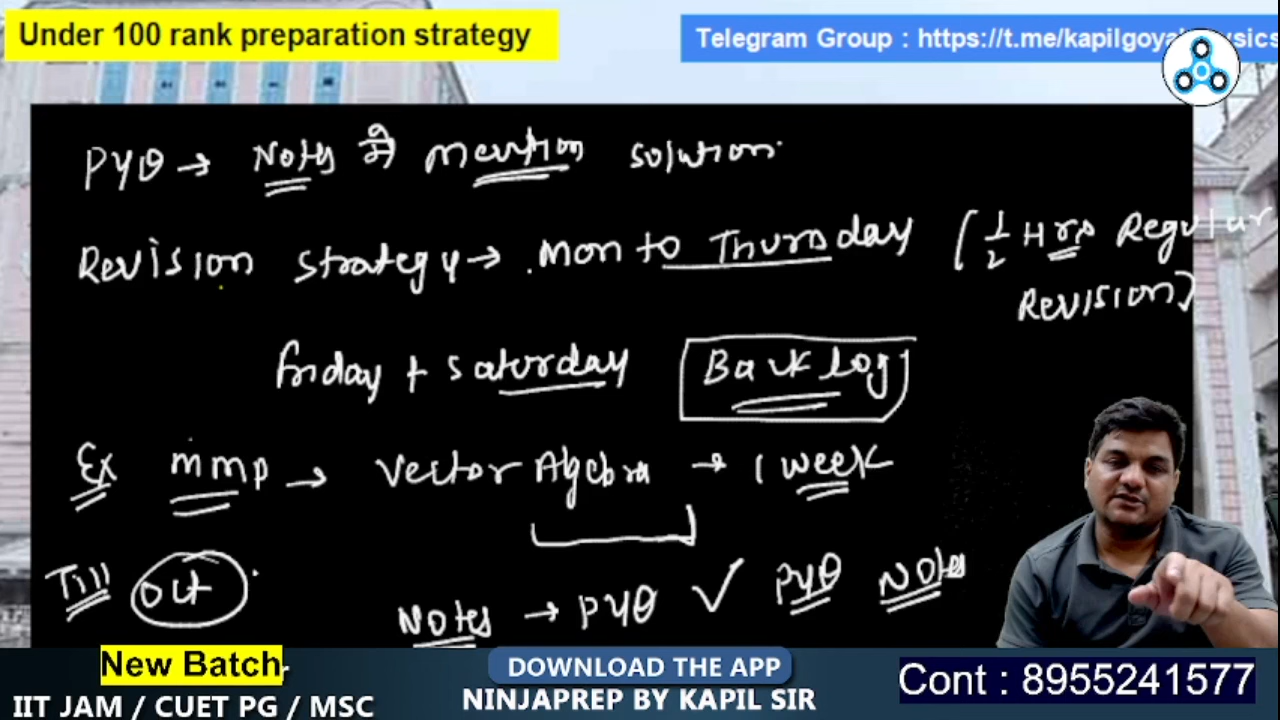 Under 100 rank preparation strategy
Telegram Group : https://t.me/kapilgoyalphysics
PYQ → Notes में mention solution.
Revision strategy → Mon to Thursday ( 1/2 Hrs Regular
Revision)
friday + Saturday Backlog
Ex mmp → Vector Algebra → 1 week
Till Oct
Notes → PYQ ✓ PYQ Notes
New Batch
IIT JAM / CUET PG / MSC
DOWNLOAD THE APP
NINJAPREP BY KAPIL SIR
Cont : 8955241577